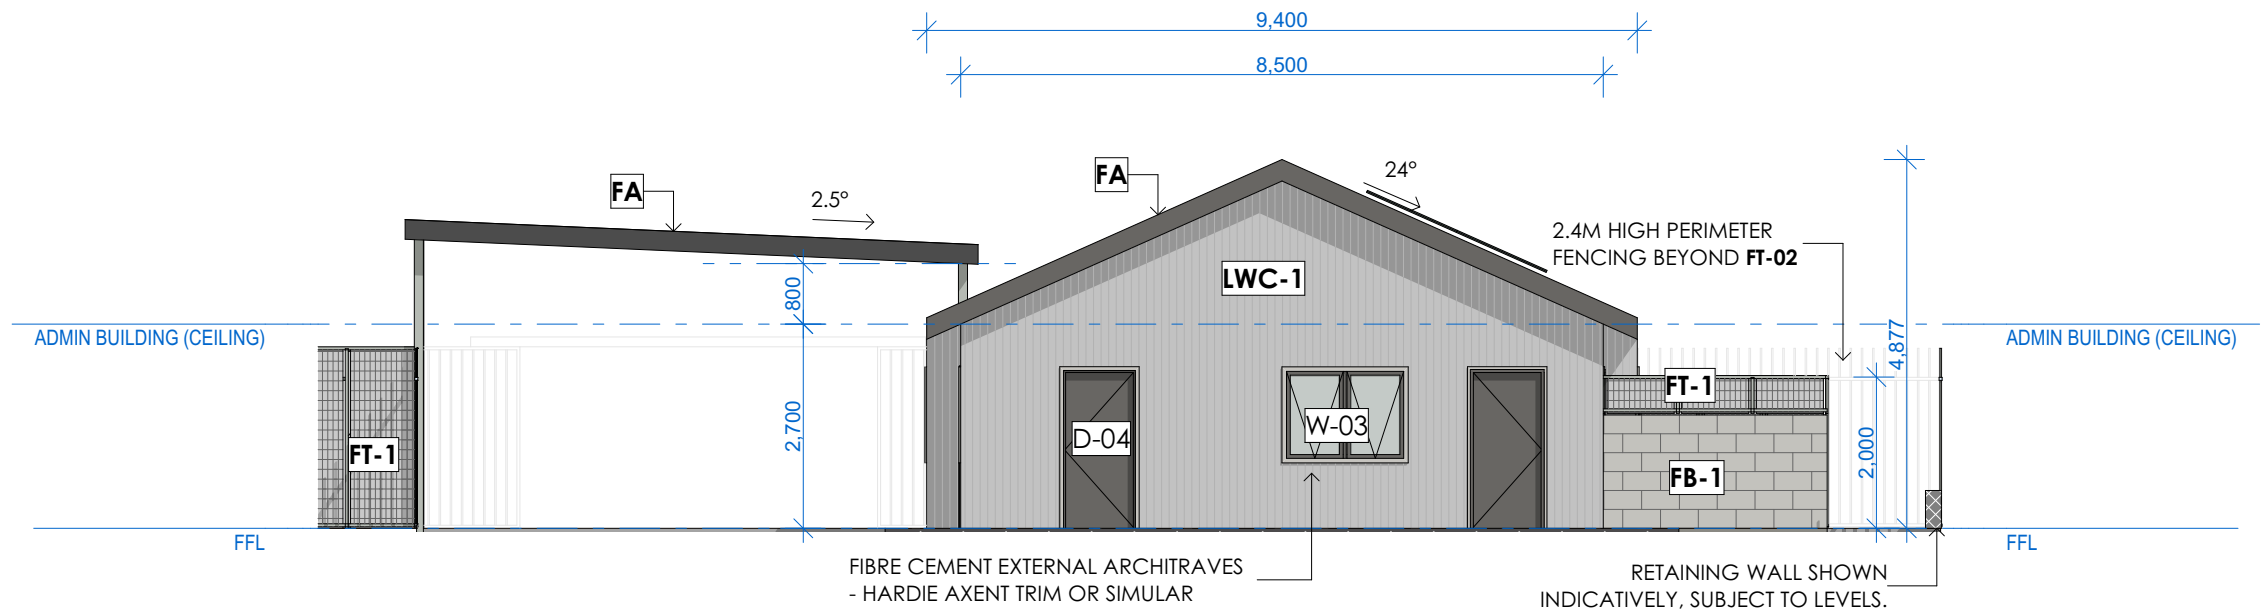 9,400
8,500
FA
2.5°
FA
24°
2.4M HIGH PERIMETER
FENCING BEYOND FT-02
LWC-1
800
ADMIN BUILDING (CEILING)
4,877
ADMIN BUILDING (CEILING)
FT-1
2,700
D-04
W-03
FT-1
2,000
FB-1
FFL
FFL
FIBRE CEMENT EXTERNAL ARCHITRAVES
- HARDIE AXENT TRIM OR SIMULAR
RETAINING WALL SHOWN
INDICATIVELY, SUBJECT TO LEVELS.